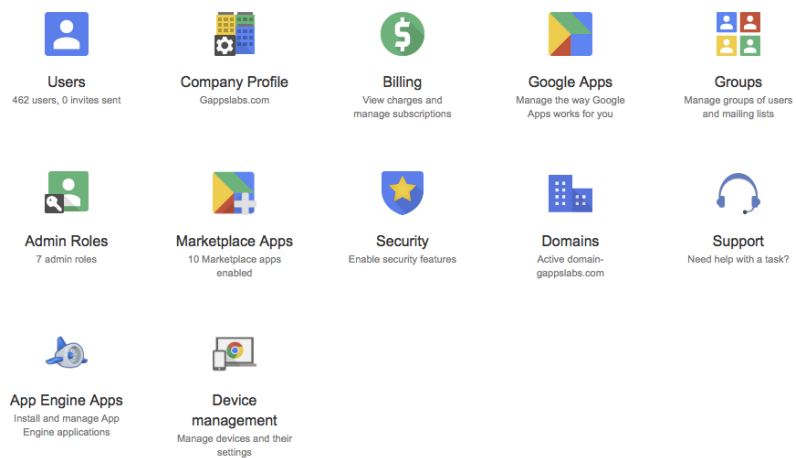 Users
462 users, 0 invites sent
Company Profile
Gappslabs.com
Billing
View charges and
manage subscriptions
Google Apps
Manage the way Google
Apps works for you
Groups
Manage groups of users
and mailing lists
Admin Roles
7 admin roles
Marketplace Apps
10 Marketplace apps
enabled
Security
Enable security features
Domains
Active domain-
gappslabs.com
Support
Need help with a task?
App Engine Apps
Install and manage App
Engine applications
Device
management
Manage devices and their
settings